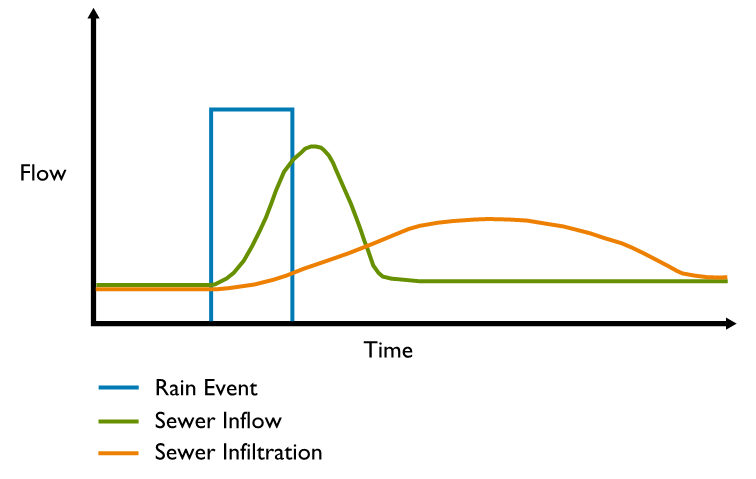 Flow
Time
Rain Event
Sewer Inflow
Sewer Infiltration